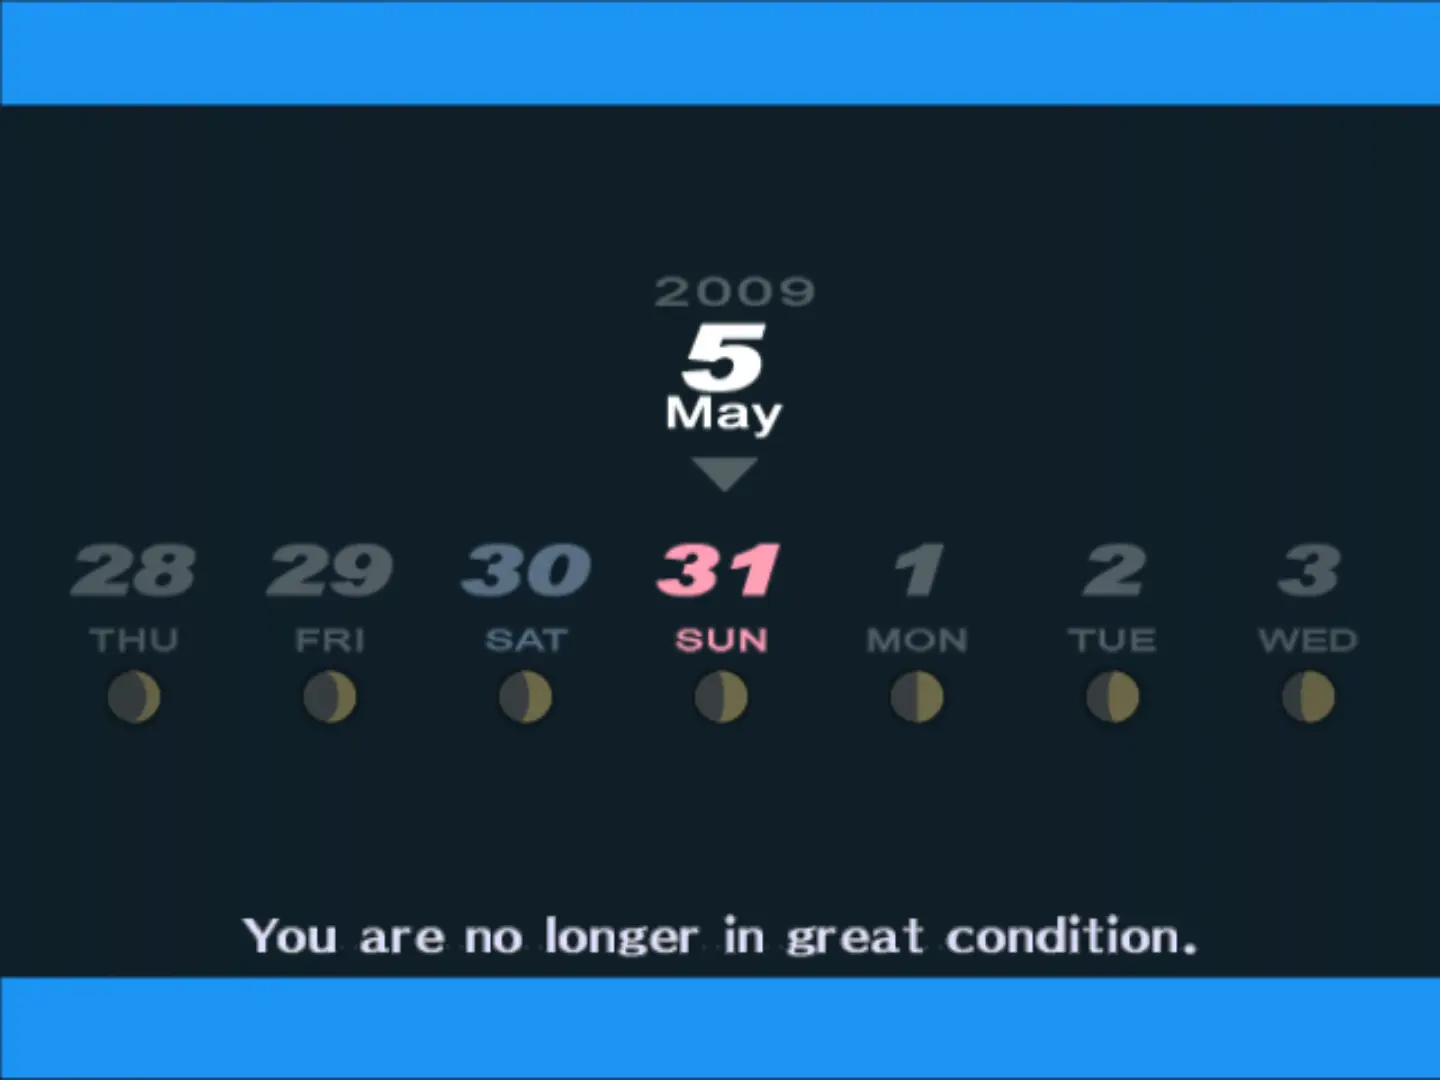 2009
5
May
28 29 30 31 1 2 3
THU FRI SAT SUN MON TUE WED
You are no longer in great condition.